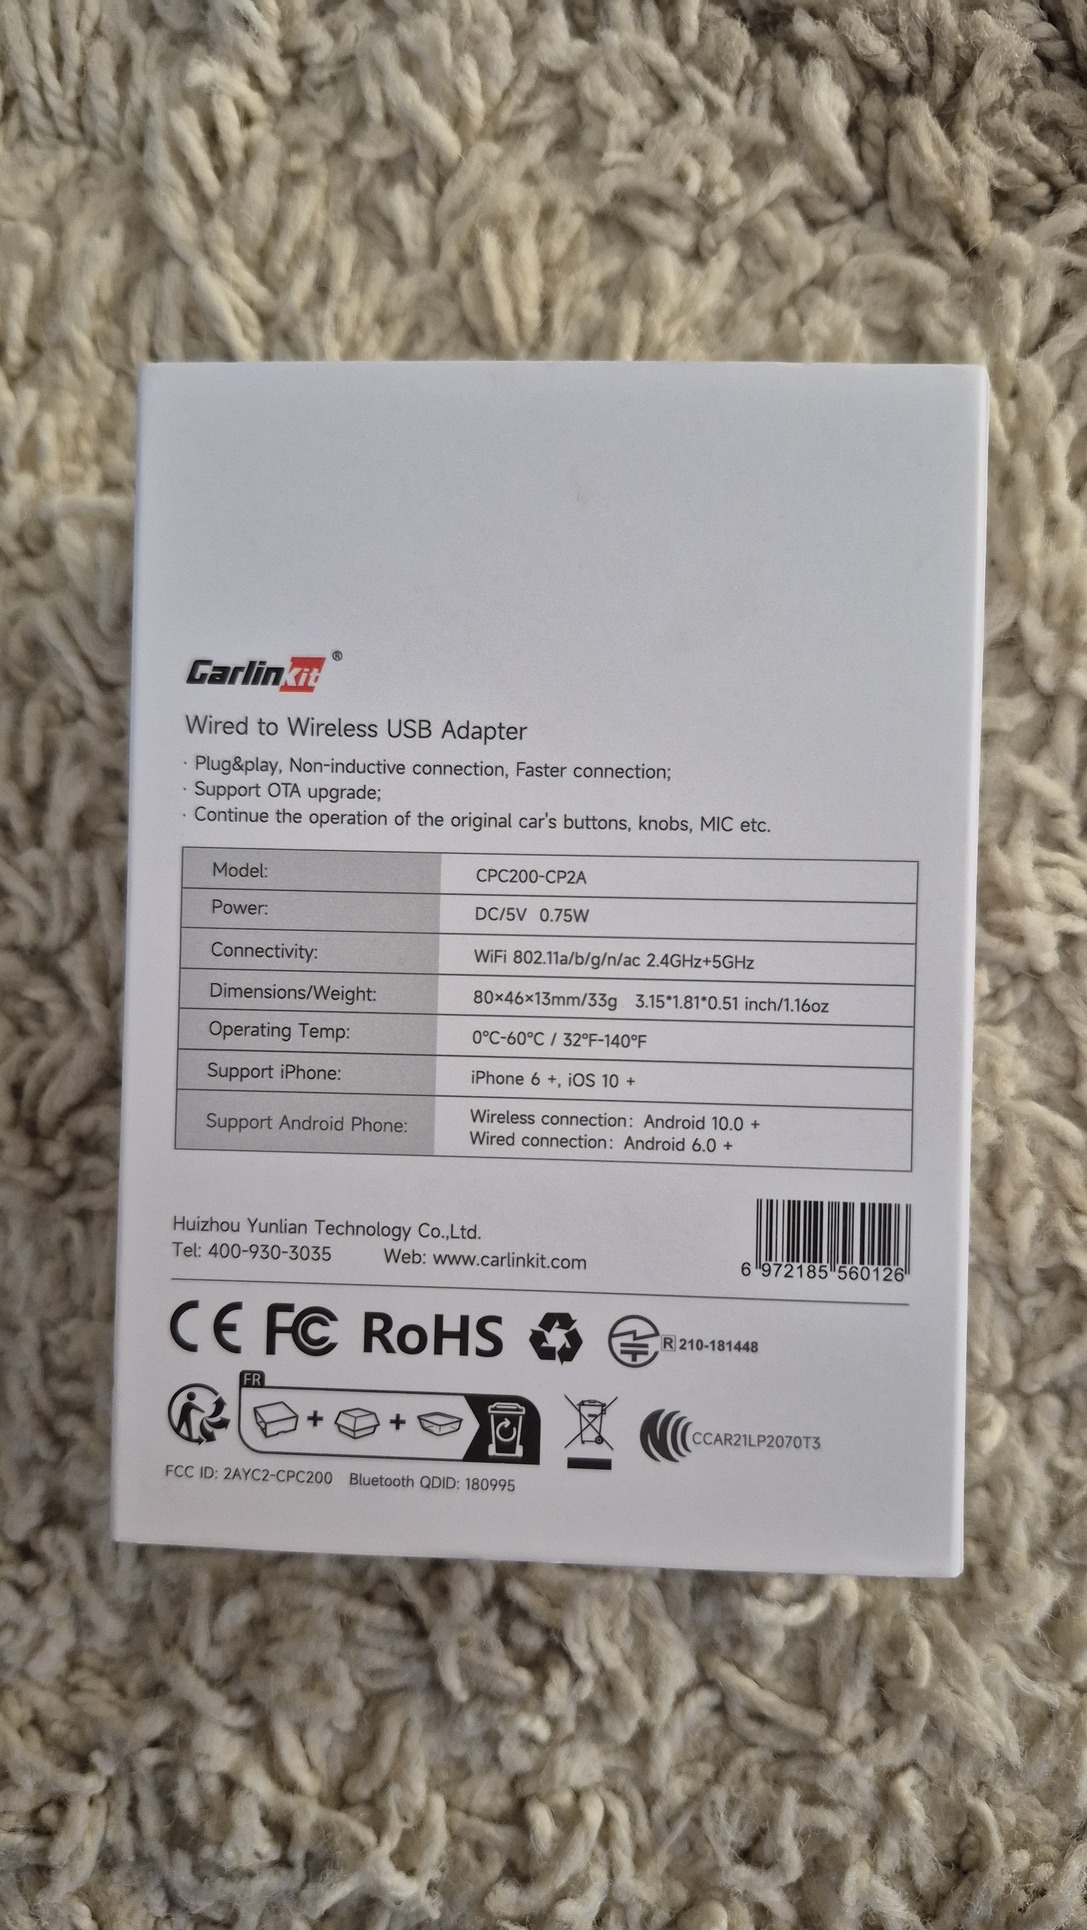 Carlinkit®
Wired to Wireless USB Adapter
· Plug&play, Non-inductive connection, Faster connection;
· Support OTA upgrade;
· Continue the operation of the original car's buttons, knobs, MIC etc.
Model: CPC200-CP2A
Power: DC/5V 0.75W
Connectivity: WiFi 802.11a/b/g/n/ac 2.4GHz+5GHz
Dimensions/Weight: 80×46×13mm/33g 3.15*1.81*0.51 inch/1.16oz
Operating Temp: 0°C-60°C / 32°F-140°F
Support iPhone: iPhone 6 +, iOS 10 +
Support Android Phone: Wireless connection: Android 10.0 +
Wired connection: Android 6.0 +
Huizhou Yunlian Technology Co.,Ltd.
Tel: 400-930-3035 Web: www.carlinkit.com
6 972185 560126
CE FC RoHS R 210-181448
FR
+ +
CCAR21LP2070T3
FCC ID: 2AYC2-CPC200 Bluetooth QDID: 180995